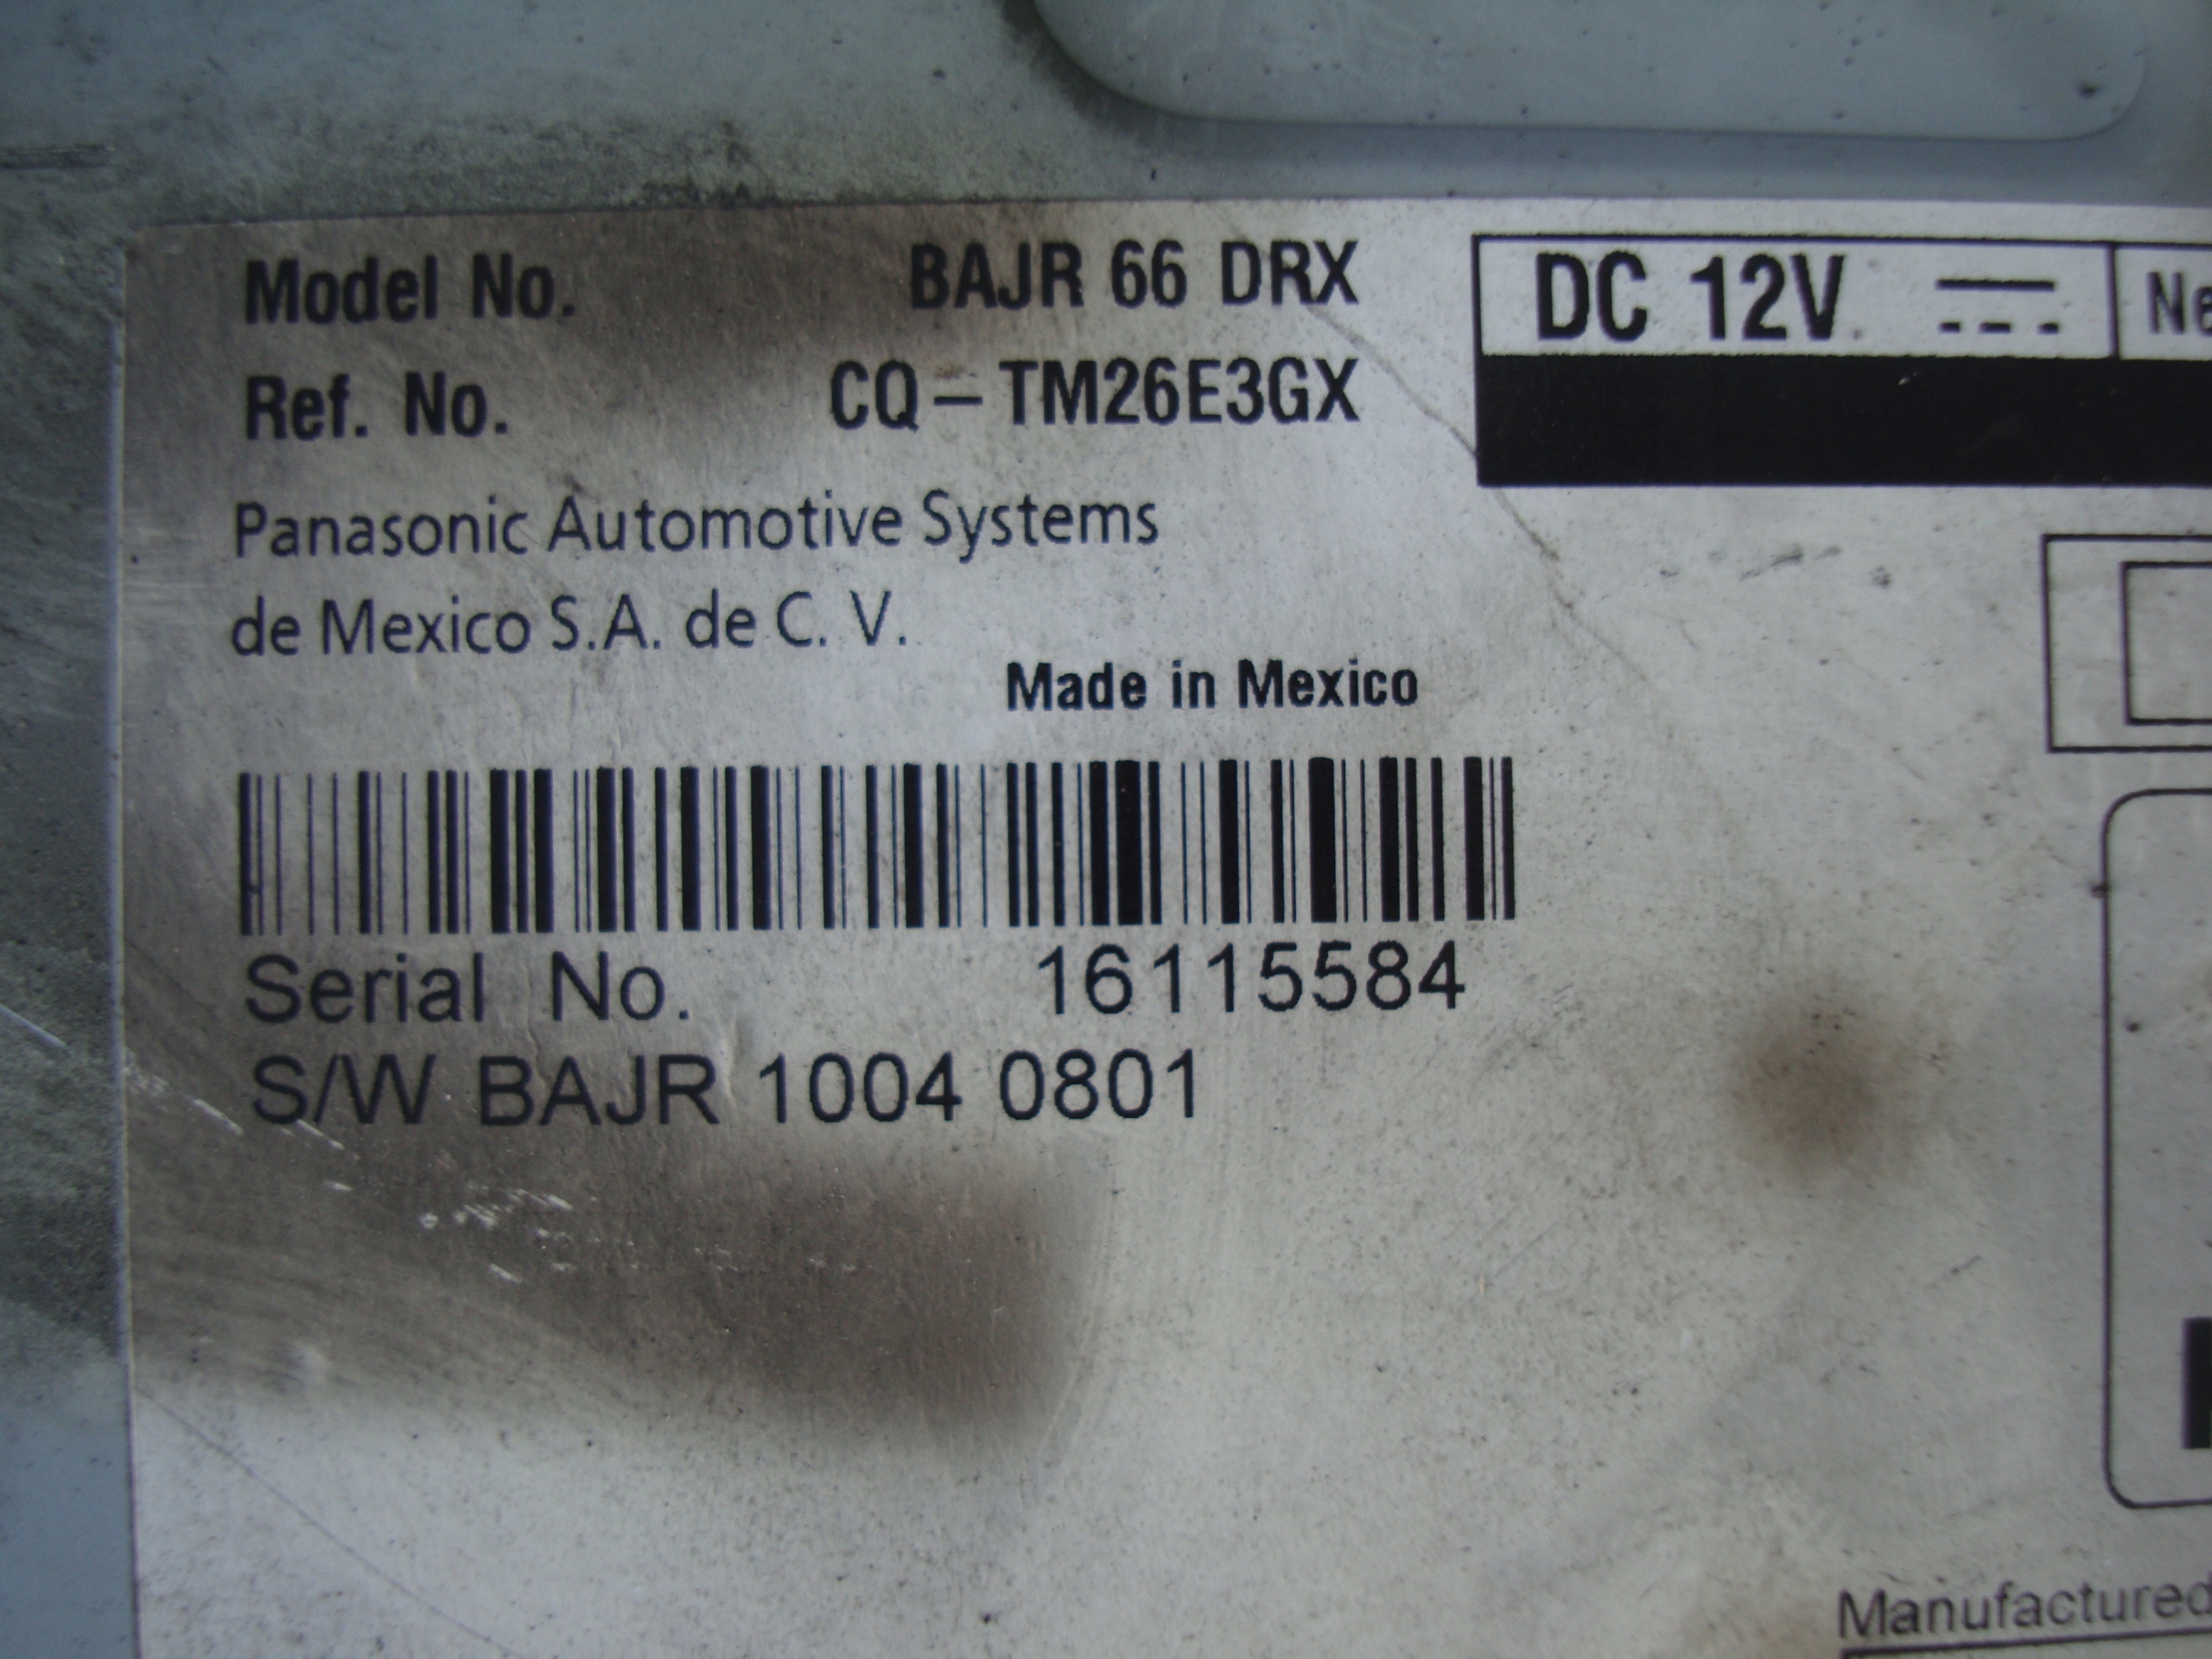 Model No. BAJR 66 DRX
DC 12V
Ref. No. CQ-TM26E3GX
Panasonic Automotive Systems
de Mexico S.A. de C. V.
Made in Mexico
Serial No. 16115584
S/W BAJR 1004 0801
Manufactured